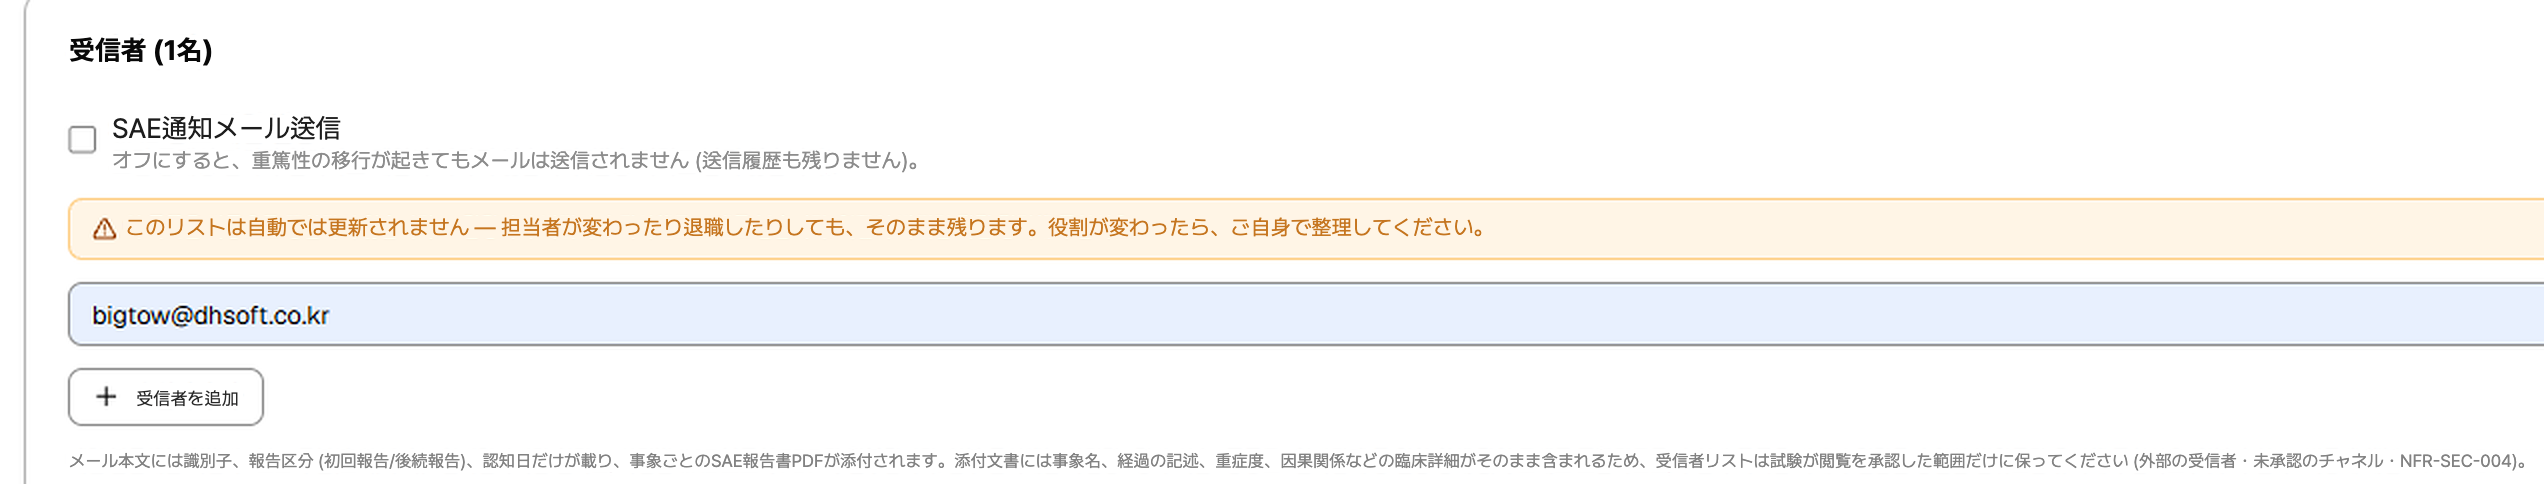 受信者 (1名)
SAE通知メール送信
オフにすると、重篤性の移行が起きてもメールは送信されません (送信履歴も残りません)。
このリストは自動では更新されません — 担当者が変わったり退職したりしても、そのまま残ります。役割が変わったら、ご自身で整理してください。
bigtow@dhsoft.co.kr
+ 受信者を追加
メール本文には識別子、報告区分 (初回報告/後続報告)、認知日だけが載り、事象ごとのSAE報告書PDFが添付されます。添付文書には事象名、経過の記述、重症度、因果関係などの臨床詳細がそのまま含まれるため、受信者リストは試験が閲覧を承認した範囲だけに保ってください (外部の受信者・未承認のチャネル・NFR-SEC-004)。